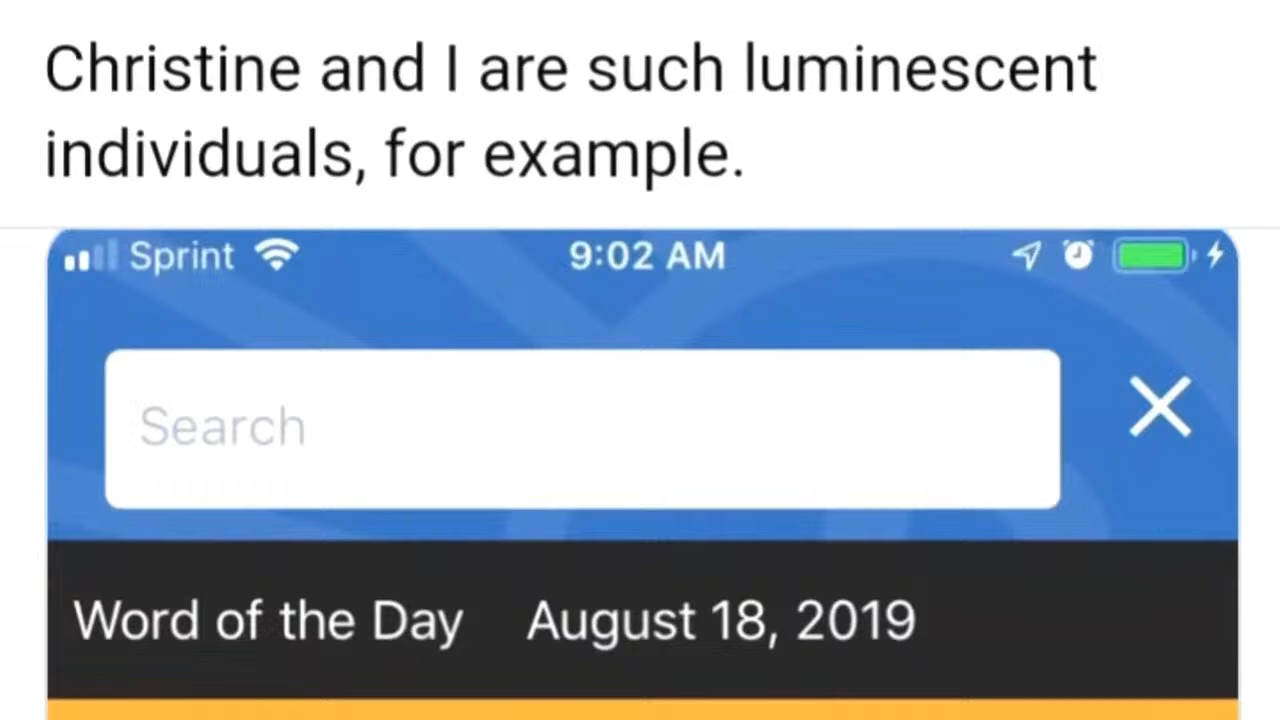 Christine and I are such luminescent
individuals, for example.
Sprint 9:02 AM
Search
Word of the Day August 18, 2019